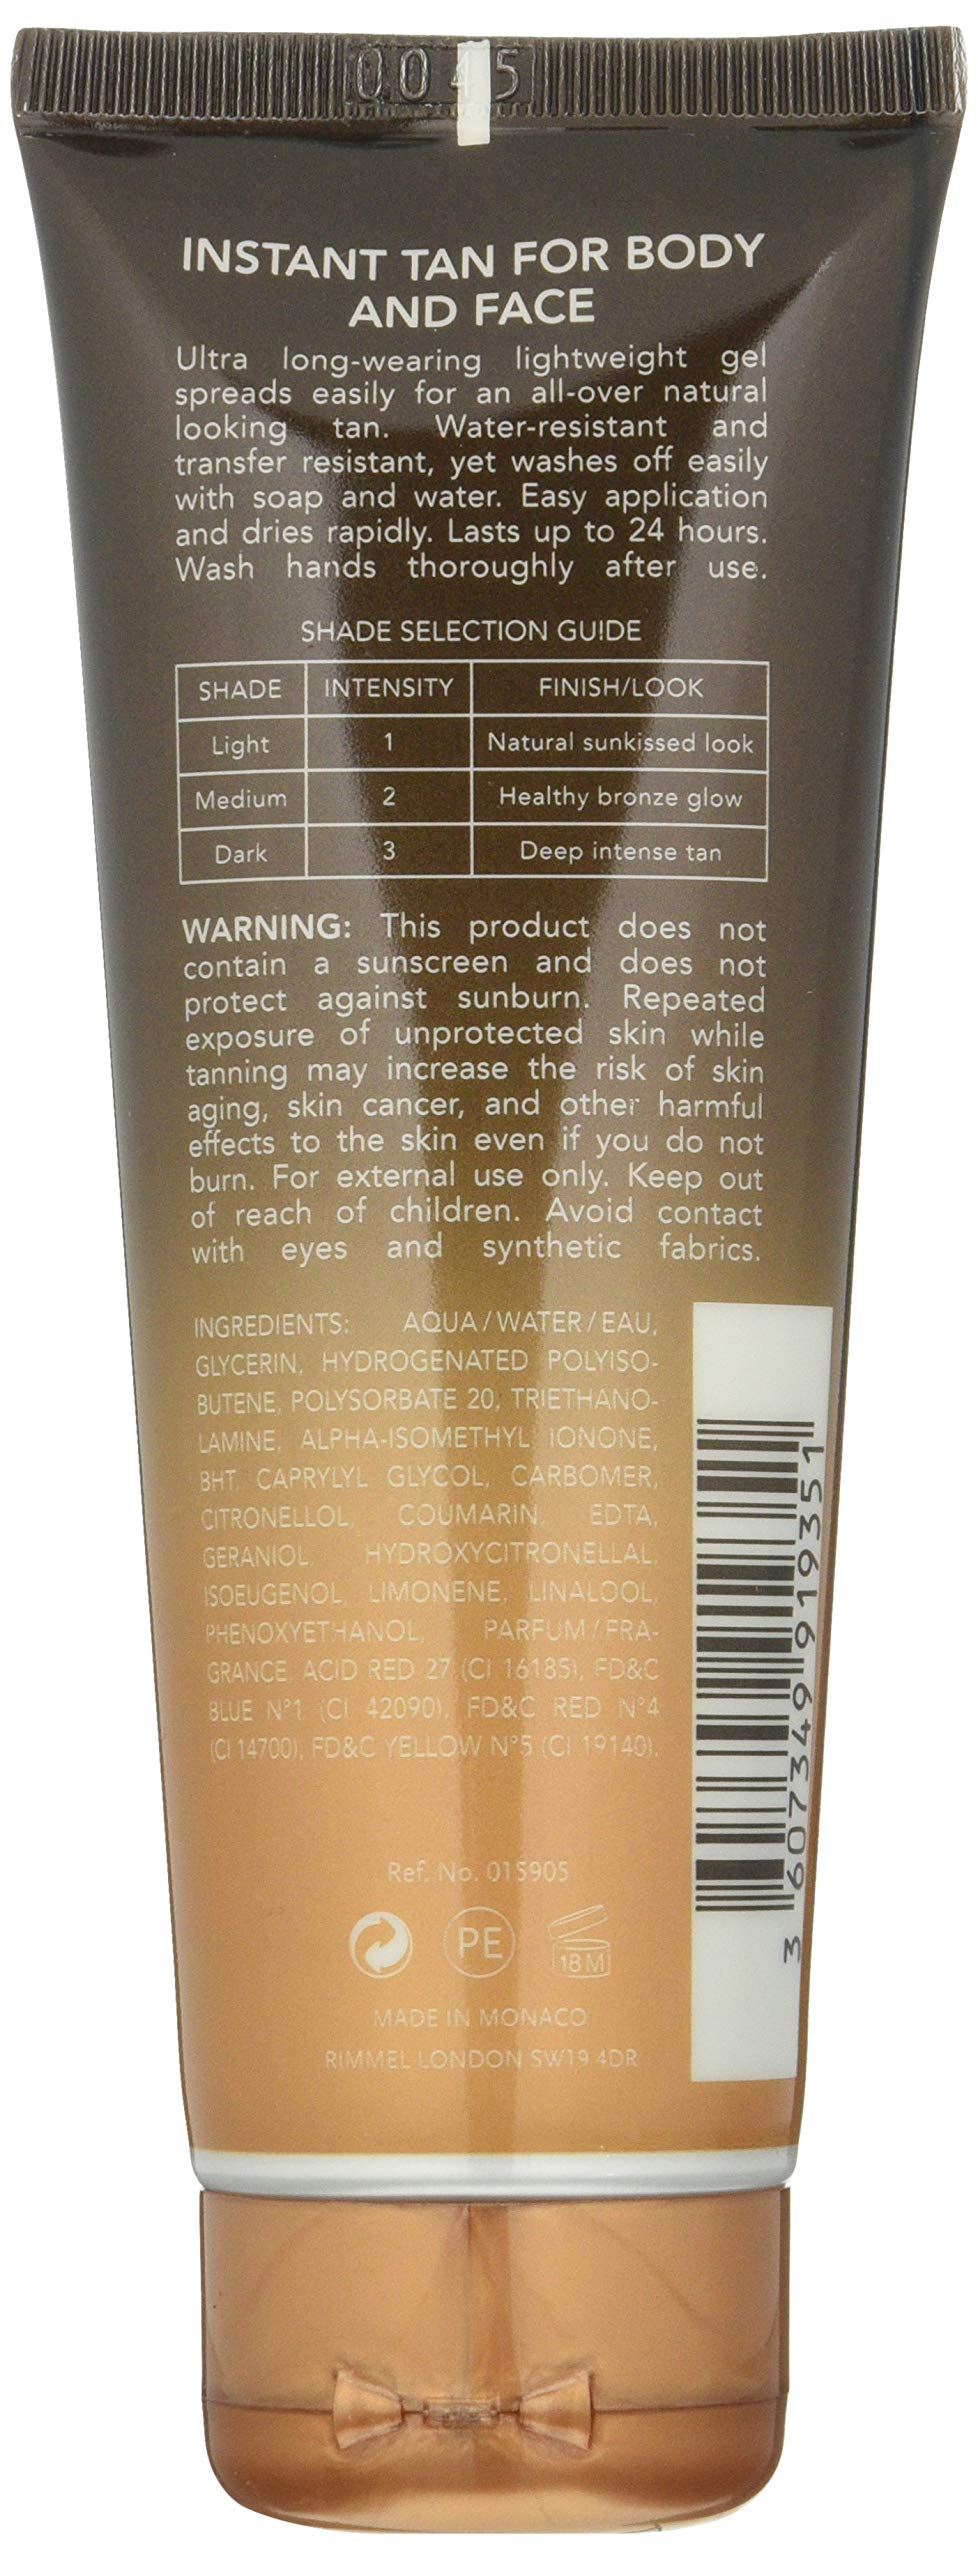 0045
INSTANT TAN FOR BODY
AND FACE
Ultra long-wearing lightweight gel
spreads easily for an all-over natural
looking tan. Water-resistant and
transfer resistant, yet washes off easily
with soap and water. Easy application
and dries rapidly. Lasts up to 24 hours.
Wash hands thoroughly after use.
SHADE SELECTION GUIDE
SHADE INTENSITY FINISH/LOOK
Light 1 Natural sunkissed look
Medium 2 Healthy bronze glow
Dark 3 Deep intense tan
WARNING: This product does not
contain a sunscreen and does not
protect against sunburn. Repeated
exposure of unprotected skin while
tanning may increase the risk of skin
aging, skin cancer, and other harmful
effects to the skin even if you do not
burn. For external use only. Keep out
of reach of children. Avoid contact
with eyes and synthetic fabrics.
INGREDIENTS: AQUA/WATER/EAU,
GLYCERIN, HYDROGENATED POLYISO-
BUTENE, POLYSORBATE 20, TRIETHANO-
LAMINE, ALPHA-ISOMETHYL IONONE,
BHT, CAPRYLYL GLYCOL, CARBOMER,
CITRONELLOL, COUMARIN, EDTA,
GERANIOL, HYDROXYCITRONELLAL,
ISOEUGENOL, LIMONENE, LINALOOL,
PHENOXYETHANOL, PARFUM/FRA-
GRANCE ACID RED 27 (CI 16185), FD&C
BLUE N°1 (CI 42090), FD&C RED N°4
(CI 14700), FD&C YELLOW N°5 (CI 19140).
3 607349 919351
Ref. No. 015905
PE
18M
MADE IN MONACO
RIMMEL LONDON SW19 4DR